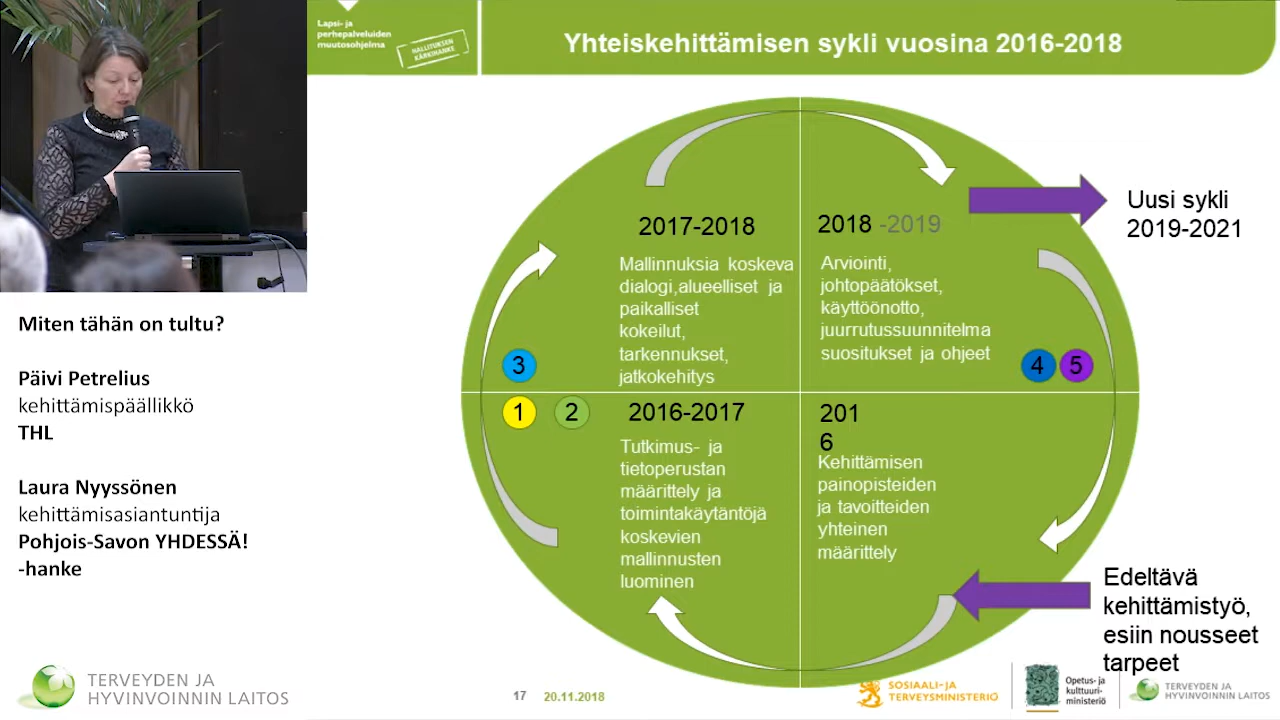 Lapsi- ja
perhepalveluiden
muutosohjelma
HALLITUKSEN
KÄRKIHANKE
Yhteiskehittämisen sykli vuosina 2016-2018
2017-2018
Mallinnuksia koskeva
dialogi,alueelliset ja
paikalliset
kokeilut,
tarkennukset,
jatkokehitys
3
2018 -2019
Arviointi,
johtopäätökset,
käyttöönotto,
juurrutussuunnitelma
suositukset ja ohjeet
4 5
Uusi sykli
2019-2021
1 2
2016-2017
Tutkimus- ja
tietoperustan
määrittely ja
toimintakäytäntöjä
koskevien
mallinnusten
luominen
201
6
Kehittämisen
painopisteiden
ja tavoitteiden
yhteinen
määrittely
Edeltävä
kehittämistyö,
esiin nousseet
tarpeet
Miten tähän on tultu?
Päivi Petrelius
kehittämispäällikkö
THL
Laura Nyyssönen
kehittämisasiantuntija
Pohjois-Savon YHDESSÄ!
-hanke
TERVEYDEN JA
HYVINVOINNIN LAITOS
17 20.11.2018
SOSIAALI- JA
TERVEYSMINISTERIÖ
Opetus- ja
kulttuuri-
ministeriö
TERVEYDEN JA
HYVINVOINNIN LAITOS